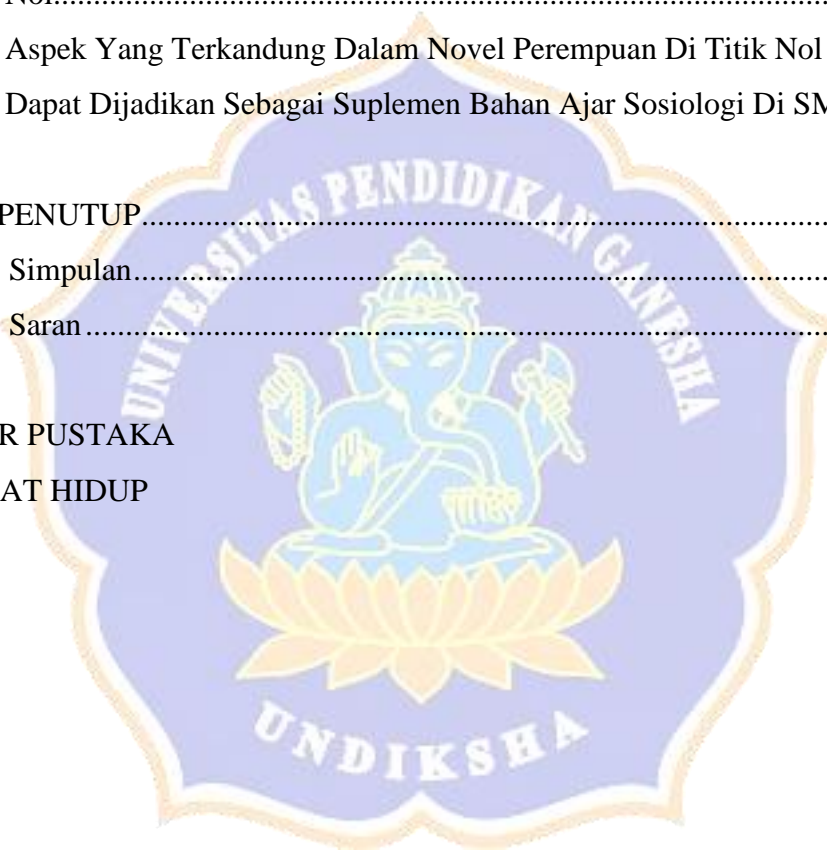 Nol....................................................................................................
Aspek Yang Terkandung Dalam Novel Perempuan Di Titik Nol
Dapat Dijadikan Sebagai Suplemen Bahan Ajar Sosiologi Di SM
PENUTUP.........................................................................................
Simpulan..........................................................................................
Saran................................................................................................
R PUSTAKA
AT HIDUP
UNIVERSITAS PENDIDIKAN GANESHA
UNDIKSHA